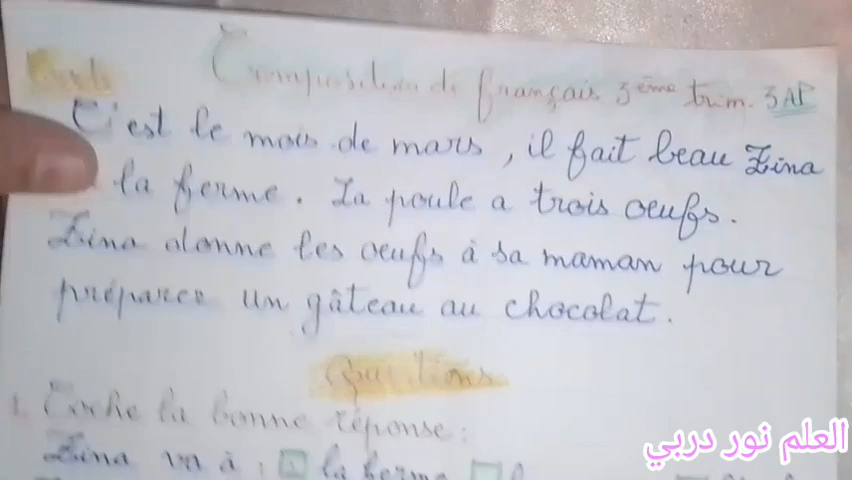 Composition de français 3ème trim. 3AP
C'est le mois de mars, il fait beau Zina
la ferme. La poule a trois oeufs.
Zina donne les oeufs à sa maman pour
préparer un gâteau au chocolat.
Questions
1. Coche la bonne réponse:
Zina va à : la ferme
العلم نور دربي